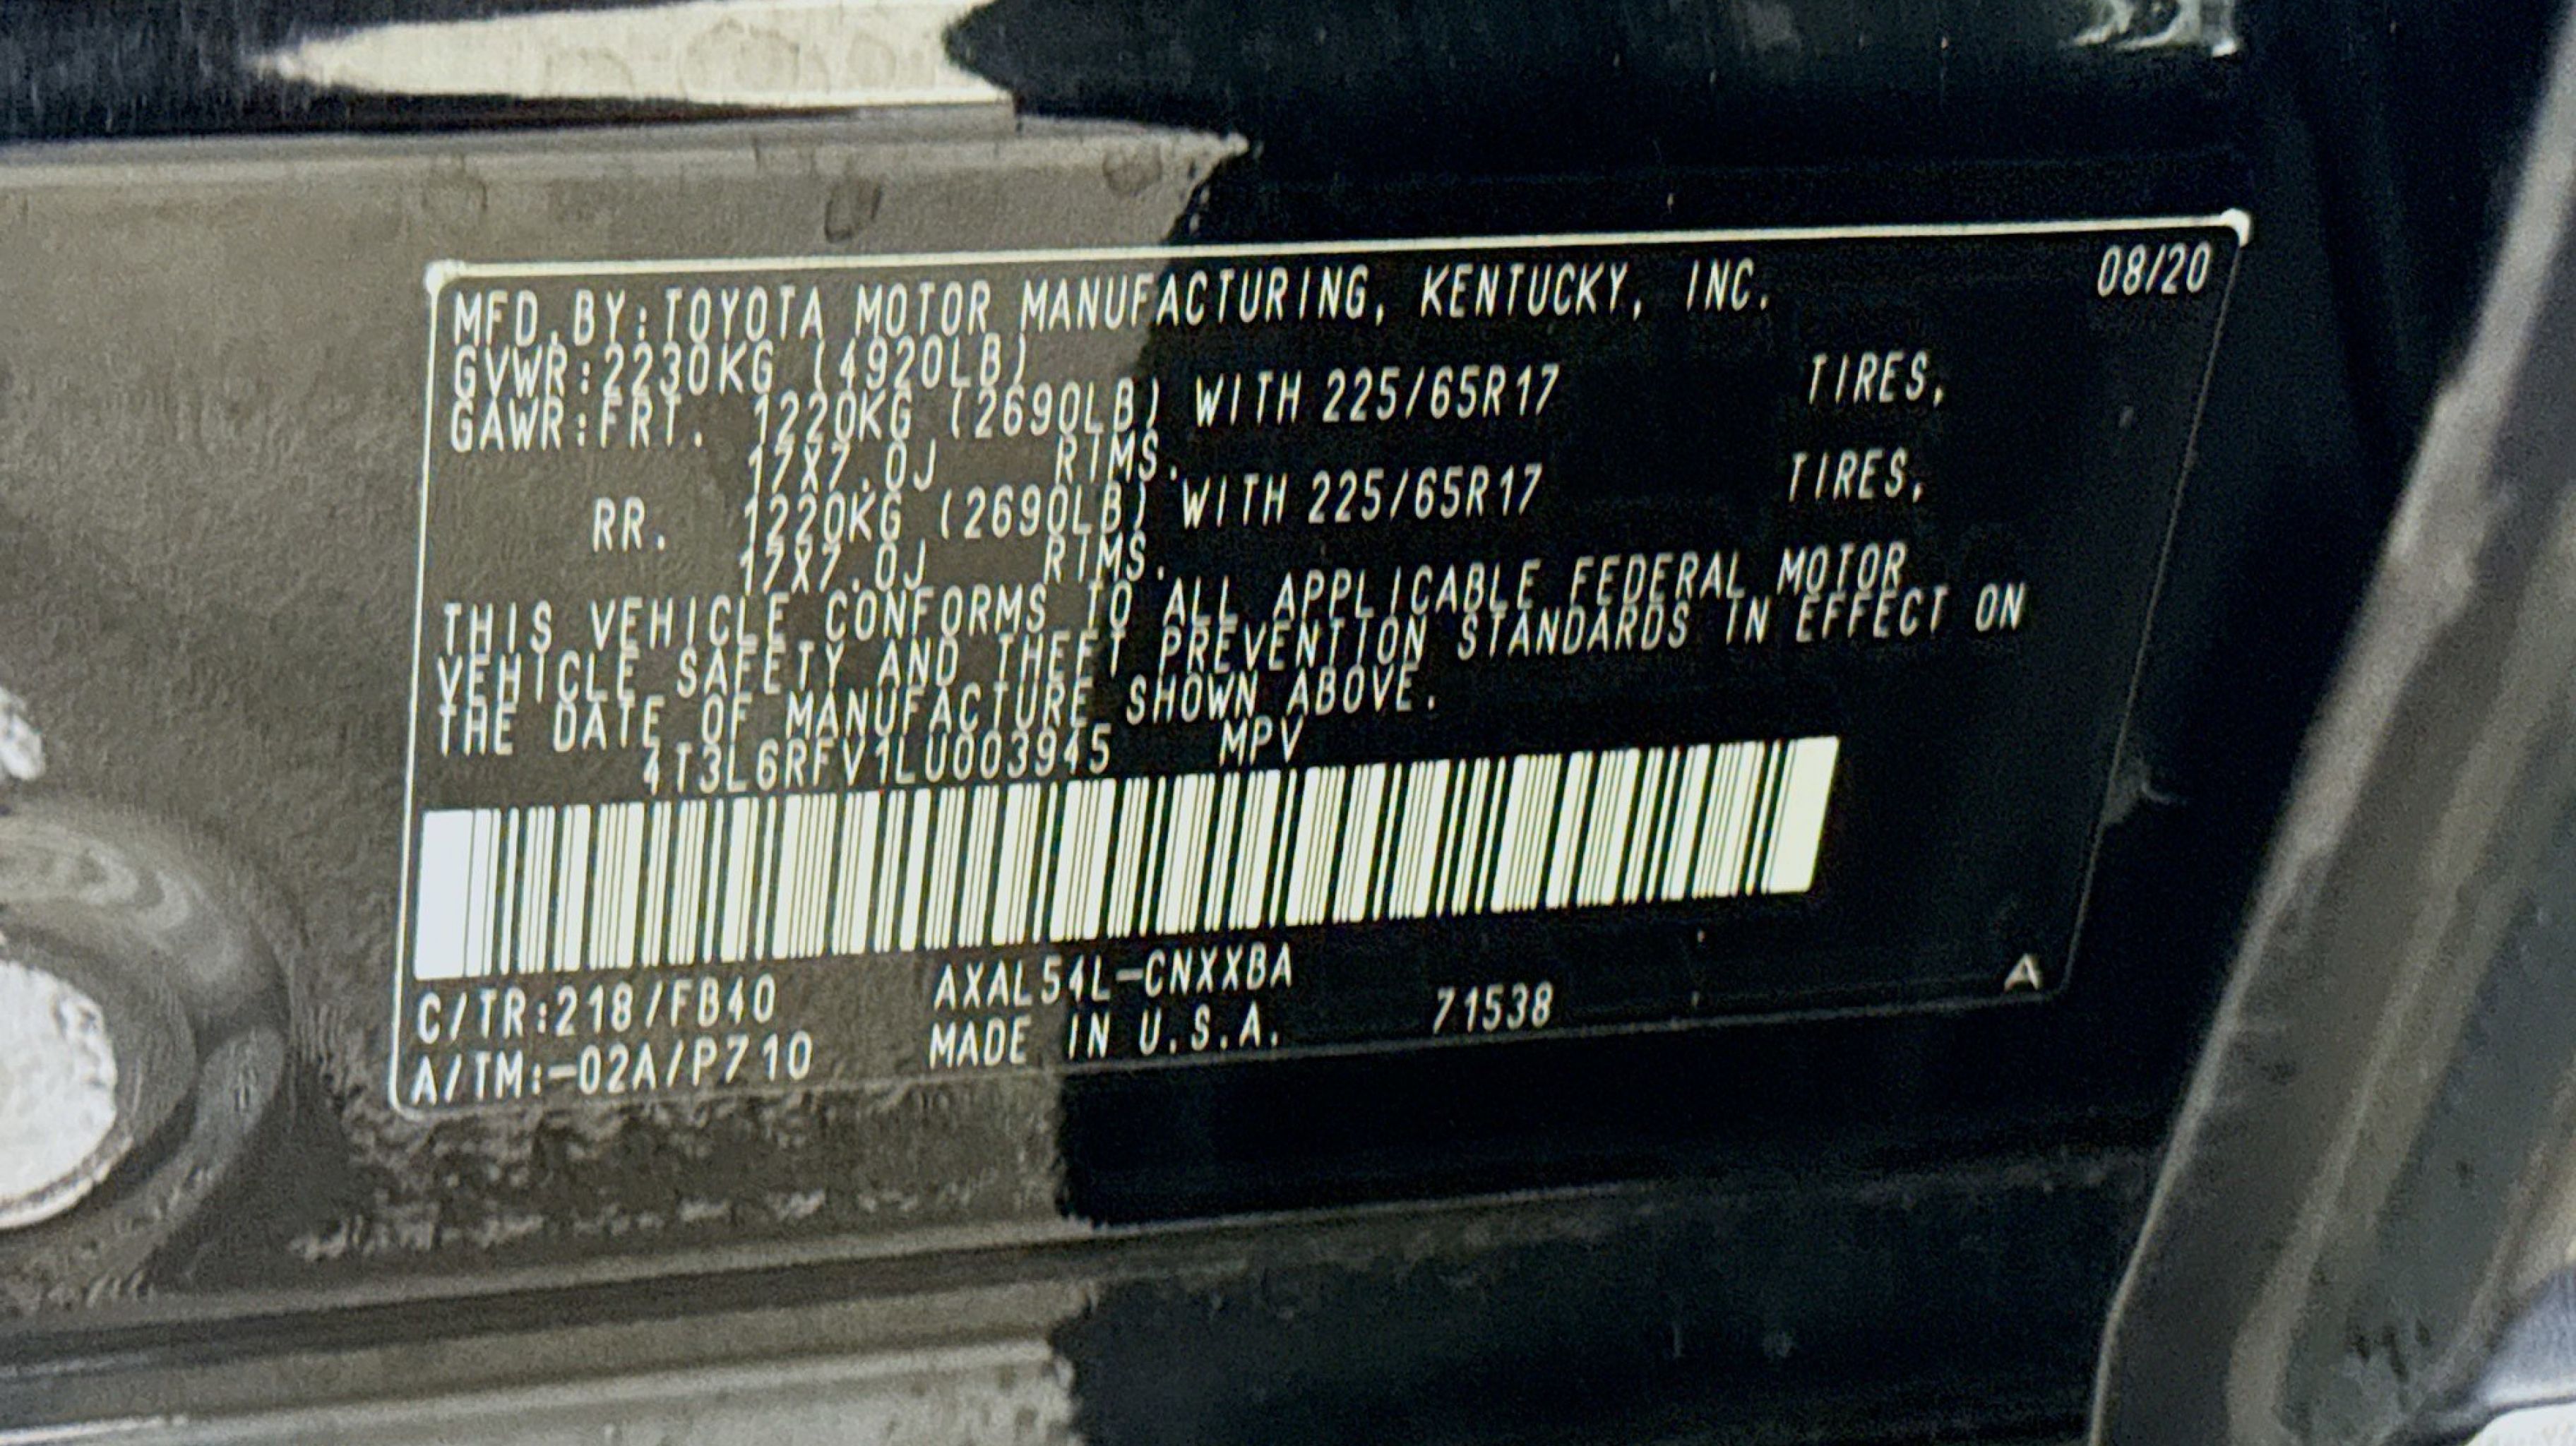 MFD.BY:TOYOTA MOTOR MANUFACTURING, KENTUCKY, INC. 08/20
GVWR:2230KG (4920LB)
GAWR:FRT. 1220KG (2690LB) WITH 225/65R17 TIRES,
17X7.0J RIMS.
RR. 1220KG (2690LB) WITH 225/65R17 TIRES,
17X7.0J RIMS.
THIS VEHICLE CONFORMS TO ALL APPLICABLE FEDERAL MOTOR
VEHICLE SAFETY AND THEFT PREVENTION STANDARDS IN EFFECT ON
THE DATE OF MANUFACTURE SHOWN ABOVE.
4T3L6RFV1LU003945 MPV
C/TR:218/FB40 AXAL54L-CNXXBA
A/TM:-02A/P710 MADE IN U.S.A. 71538 A